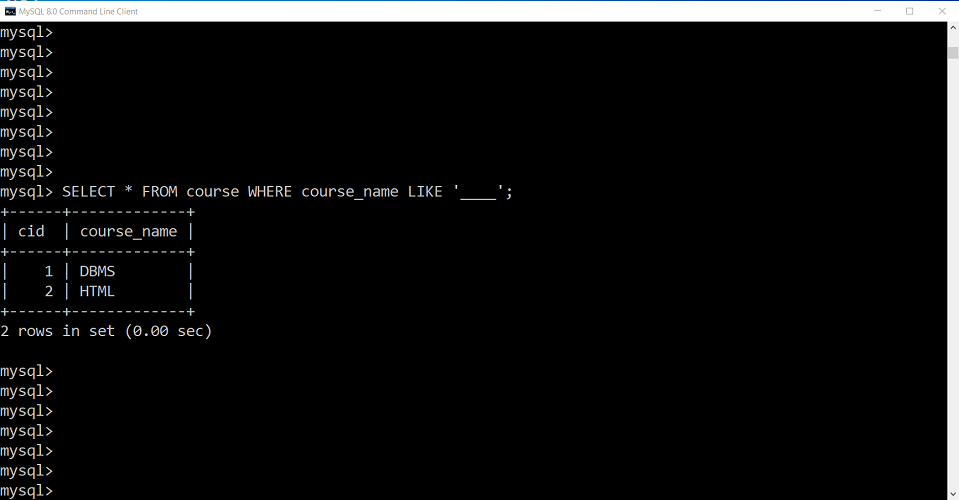 MySQL 8.0 Command Line Client
mysql>
mysql>
mysql>
mysql>
mysql>
mysql>
mysql>
mysql>
mysql> SELECT * FROM course WHERE course_name LIKE '____';
+------+-------------+
| cid  | course_name |
+------+-------------+
|    1 | DBMS        |
|    2 | HTML        |
+------+-------------+
2 rows in set (0.00 sec)
mysql>
mysql>
mysql>
mysql>
mysql>
mysql>
mysql>